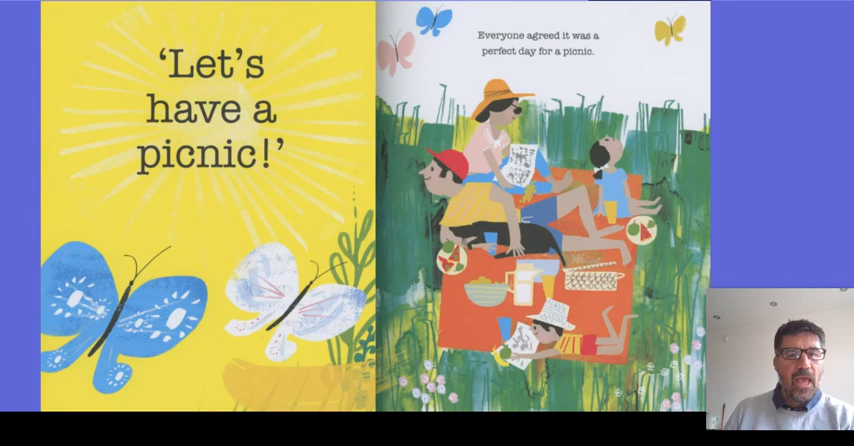 ‘Let’s
have a
picnic!’
Everyone agreed it was a
perfect day for a picnic.